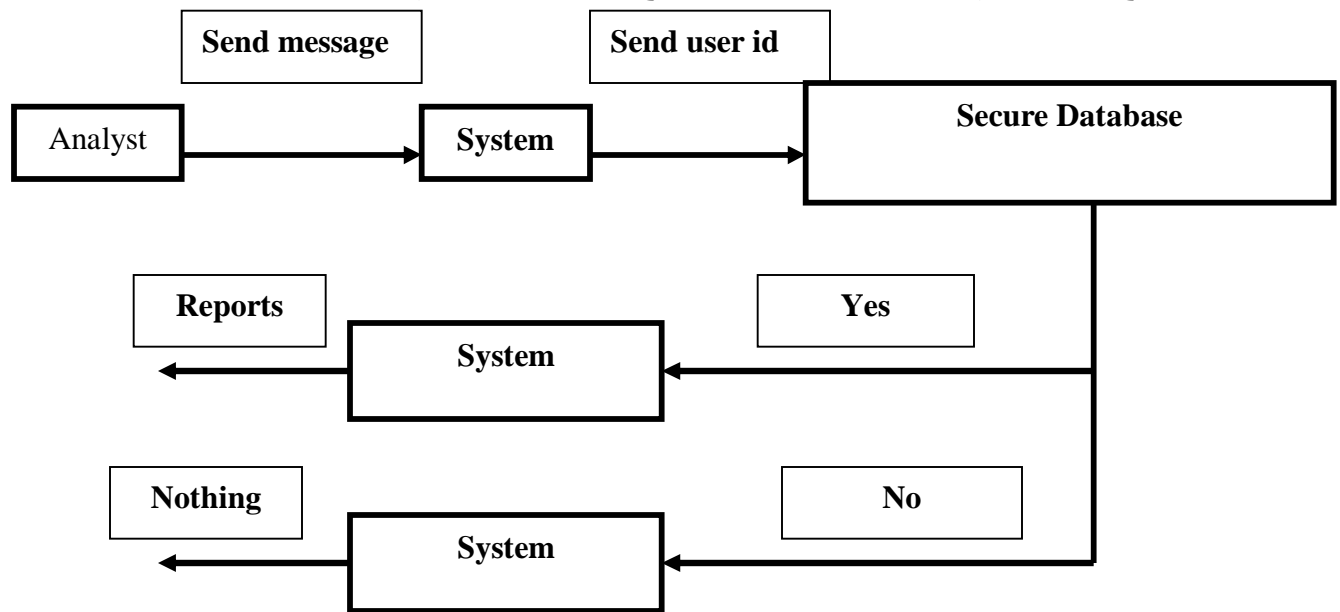 Send message
Send user id
Analyst
System
Secure Database
Reports
System
Yes
Nothing
System
No